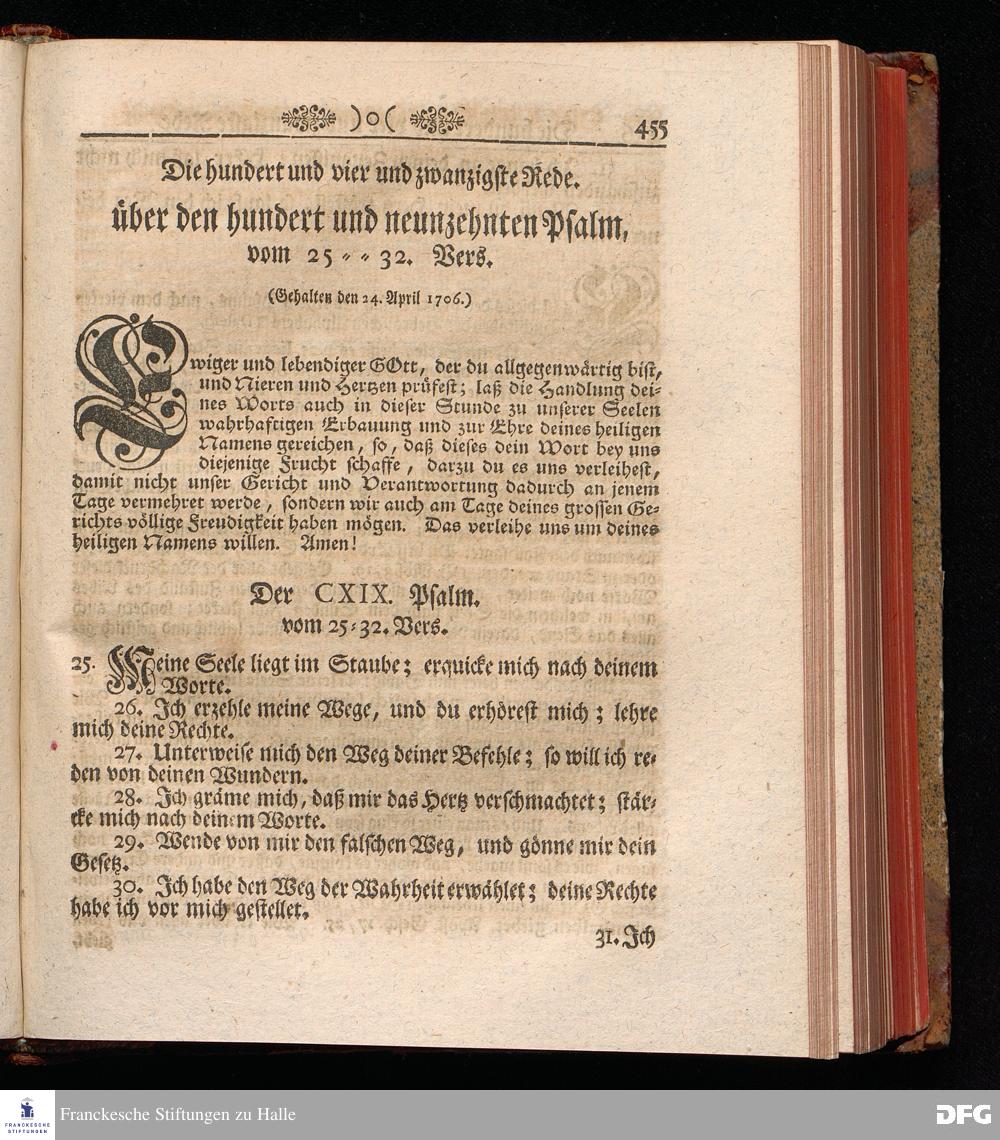 )o(
455
Die hundert und vier und zwanzigste Rede.
über den hundert und neunzehnten Psalm,
vom 25 = = 32. Vers.
(Gehalten den 24. April 1706.)
Ewiger und lebendiger GOtt, der du allgegenwärtig bist,
und Nieren und Hertzen prüfest; laß die Handlung dei=
nes Worts auch in dieser Stunde zu unserer Seelen
wahrhaftigen Erbauung und zur Ehre deines heiligen
Namens gereichen, so, daß dieses dein Wort bey uns
diejenige Frucht schaffe, darzu du es uns verleihest,
damit nicht unser Gericht und Verantwortung dadurch an jenem
Tage vermehret werde, sondern wir auch am Tage deines grossen Ge=
richts völlige Freudigkeit haben mögen. Das verleihe uns um deines
heiligen Namens willen. Amen!
Der CXIX. Psalm.
vom 25=32. Vers.
25. Meine Seele liegt im Staube; erquicke mich nach deinem
Worte.
26. Ich erzehle meine Wege, und du erhörest mich; lehre
mich deine Rechte.
27. Unterweise mich den Weg deiner Befehle; so will ich re=
den von deinen Wundern.
28. Ich gräme mich, daß mir das Hertz verschmachtet; stär=
cke mich nach deinem Worte.
29. Wende von mir den falschen Weg, und gönne mir dein
Gesetz.
30. Ich habe den Weg der Wahrheit erwählet; deine Rechte
habe ich vor mich gestellet.
31. Ich
FRANCKESCHE
STIFTUNGEN
Franckesche Stiftungen zu Halle
DFG